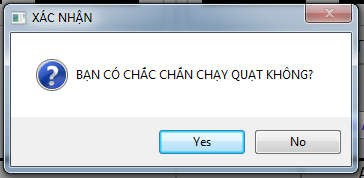 XÁC NHẬN
BẠN CÓ CHẮC CHẮN CHẠY QUẠT KHÔNG?
Yes
No